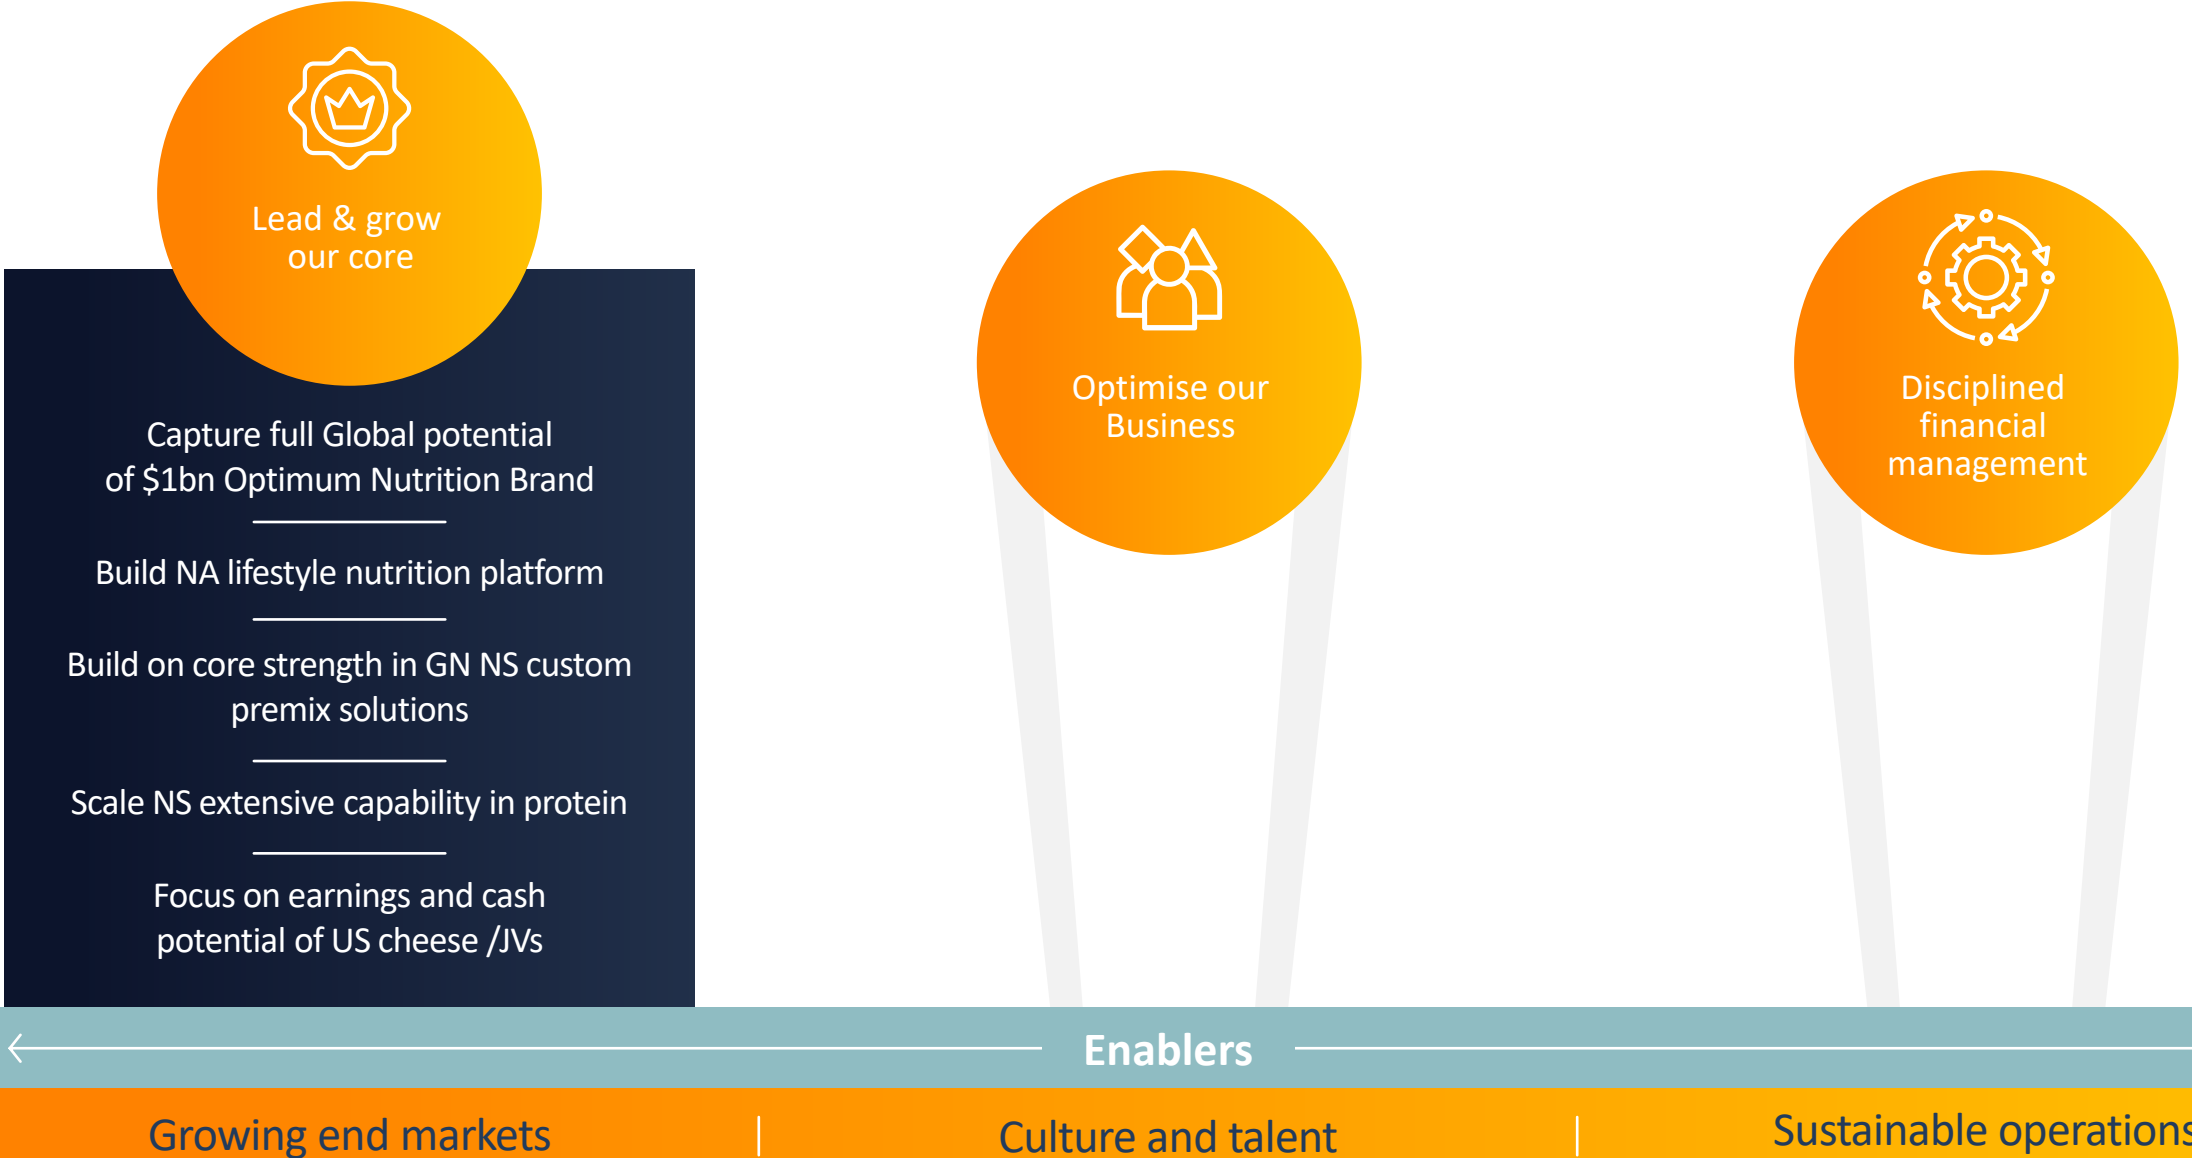 Lead & grow
our core
Capture full Global potential
of $1bn Optimum Nutrition Brand
Build NA lifestyle nutrition platform
Build on core strength in GN NS custom
premix solutions
Scale NS extensive capability in protein
Focus on earnings and cash
potential of US cheese /JVs
Optimise our
Business
Disciplined
financial
management
Enablers
Growing end markets
Culture and talent
Sustainable operations